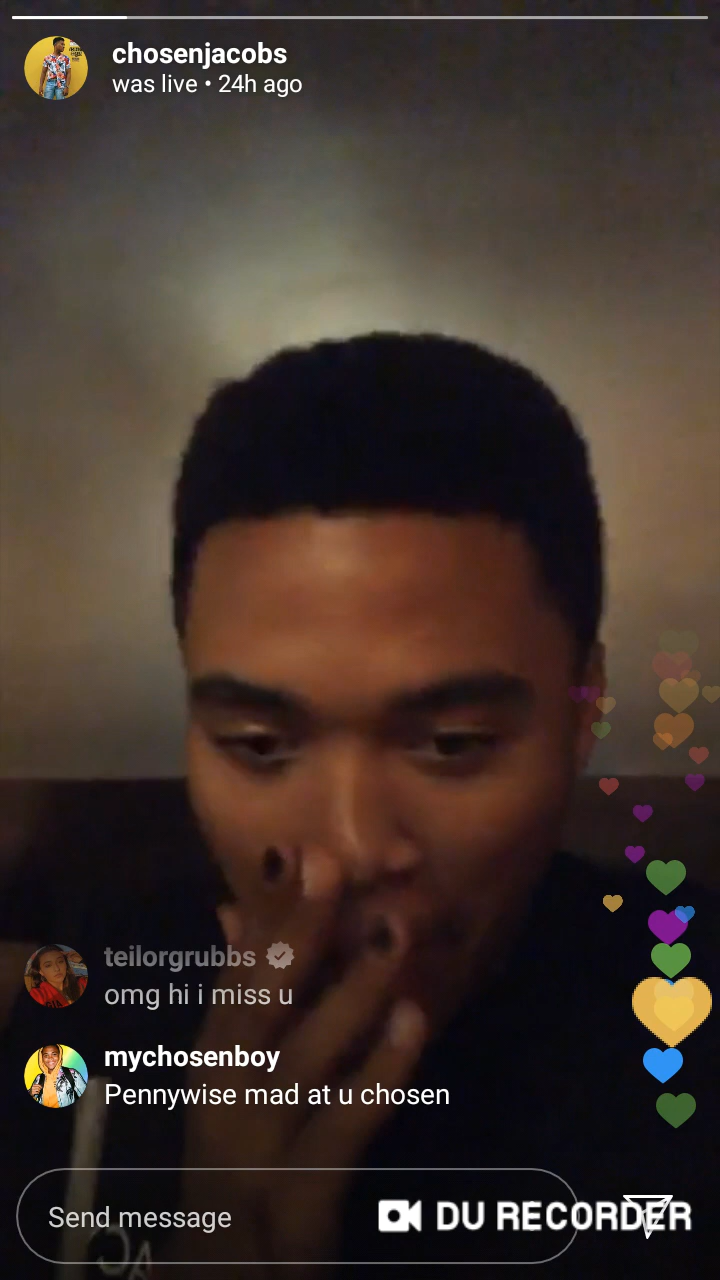 chosenjacobs
was live • 24h ago
teilorgrubbs
omg hi i miss u
mychosenboy
Pennywise mad at u chosen
Send message
DU RECORDER